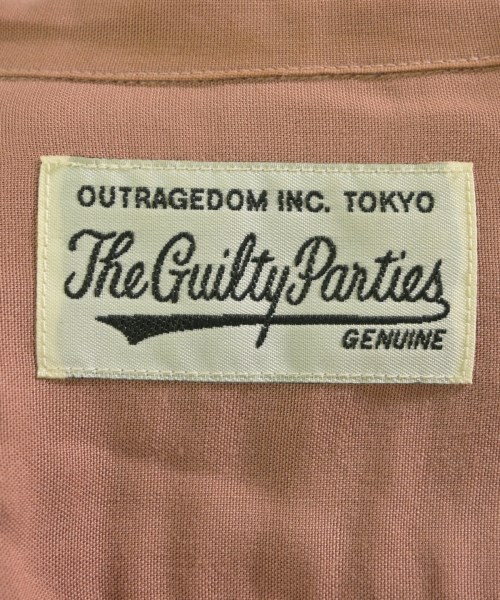 OUTRAGEDOM INC. TOKYO
The Guilty Parties
GENUINE